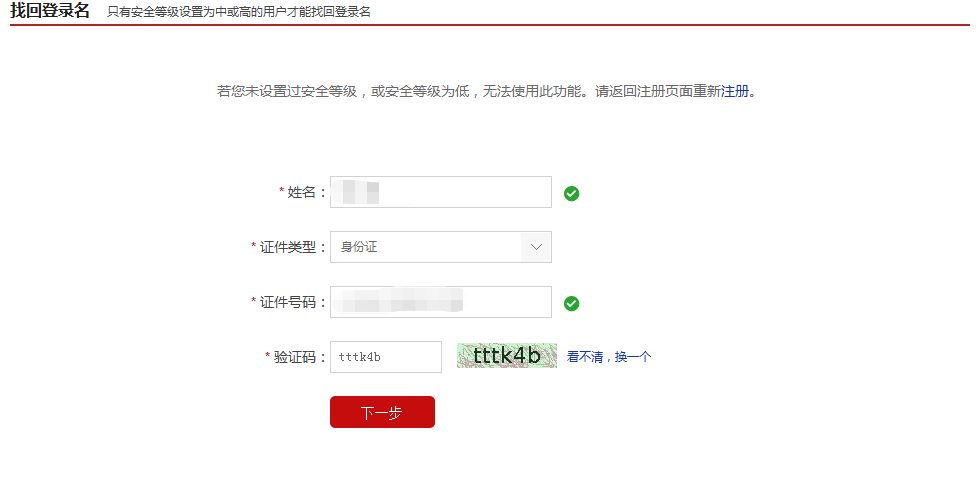 找回登录名 只有安全等级设置为中或高的用户才能找回登录名
若您未设置过安全等级，或安全等级为低，无法使用此功能。请返回注册页面重新注册。
* 姓名：
* 证件类型： 身份证
* 证件号码：
* 验证码： tttk4b tttk4b 看不清，换一个
下一步